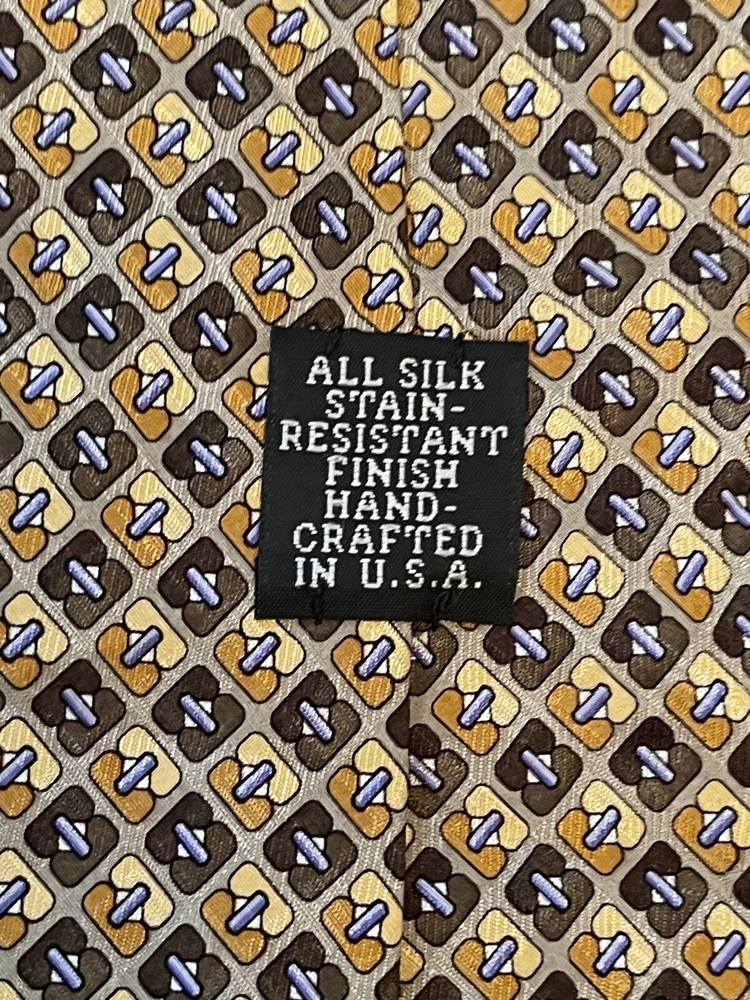 ALL SILK
STAIN-
RESISTANT
FINISH
HAND-
CRAFTED
IN U.S.A.